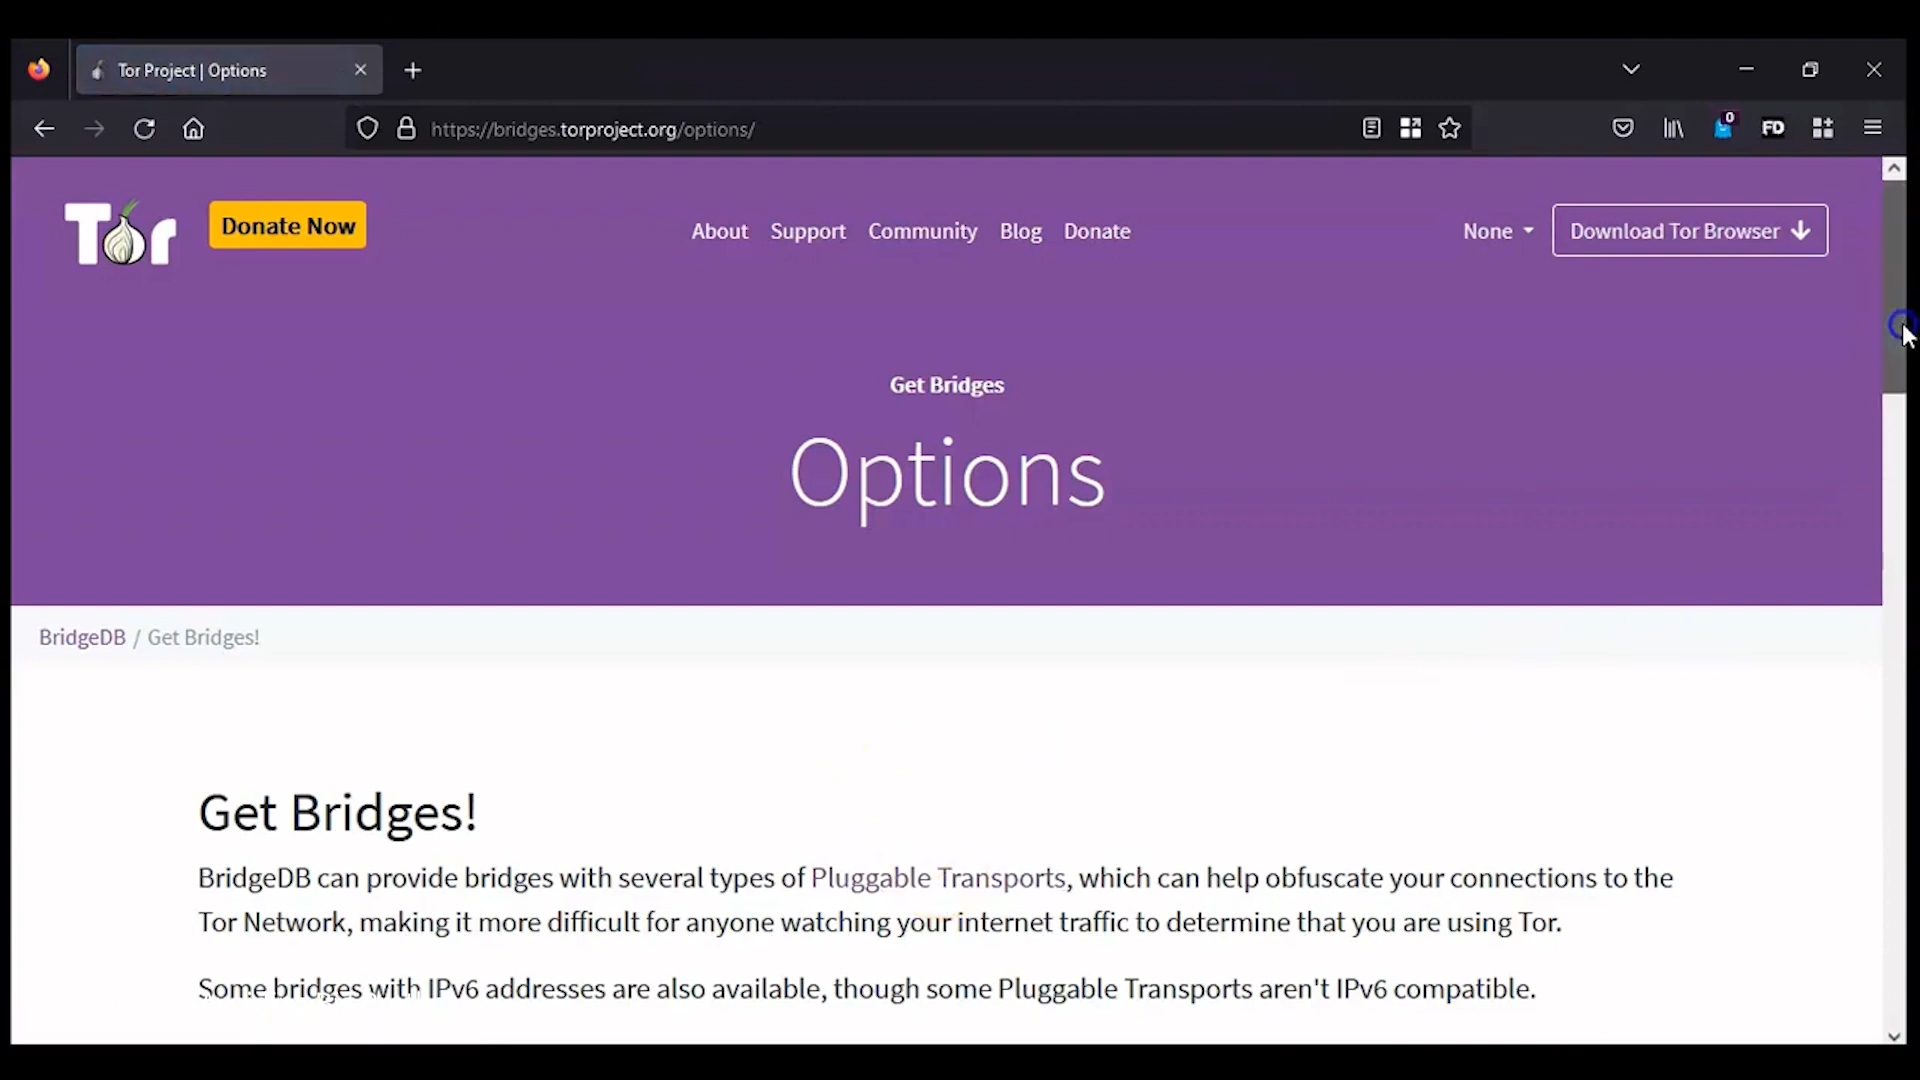 Tor Project | Options
https://bridges.torproject.org/options/
0
FD
Tor
Donate Now
About Support Community Blog Donate
None
Download Tor Browser
Get Bridges
Options
BridgeDB / Get Bridges!
Get Bridges!
BridgeDB can provide bridges with several types of Pluggable Transports, which can help obfuscate your connections to the
Tor Network, making it more difficult for anyone watching your internet traffic to determine that you are using Tor.
Some bridges with IPv6 addresses are also available, though some Pluggable Transports aren't IPv6 compatible.